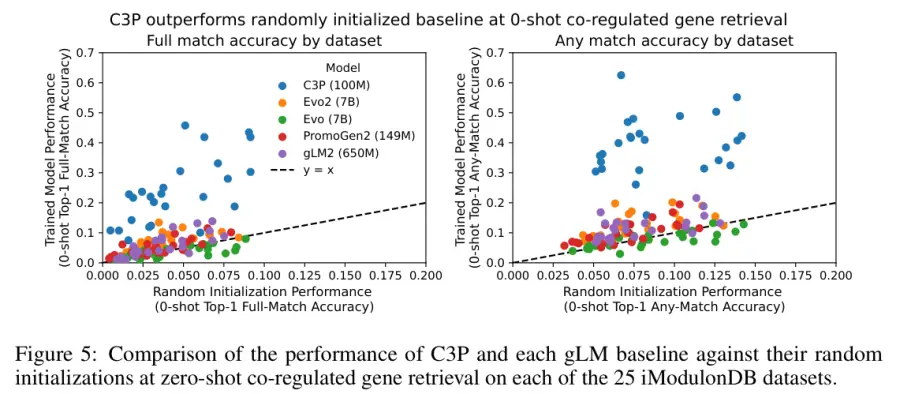 C3P outperforms randomly initialized baseline at 0-shot co-regulated gene retrieval
Full match accuracy by dataset
Trained Model Performance
(0-shot Top-1 Full-Match Accuracy)
0.7
0.6
0.5
0.4
0.3
0.2
0.1
0.0
Model
C3P (100M)
Evo2 (7B)
Evo (7B)
PromoGen2 (149M)
gLM2 (650M)
y = x
0.000 0.025 0.050 0.075 0.100 0.125 0.150 0.175 0.200
Random Initialization Performance
(0-shot Top-1 Full-Match Accuracy)
Any match accuracy by dataset
Trained Model Performance
(0-shot Top-1 Any-Match Accuracy)
0.7
0.6
0.5
0.4
0.3
0.2
0.1
0.0
0.000 0.025 0.050 0.075 0.100 0.125 0.150 0.175 0.200
Random Initialization Performance
(0-shot Top-1 Any-Match Accuracy)
Figure 5: Comparison of the performance of C3P and each gLM baseline against their random
initializations at zero-shot co-regulated gene retrieval on each of the 25 iModulonDB datasets.